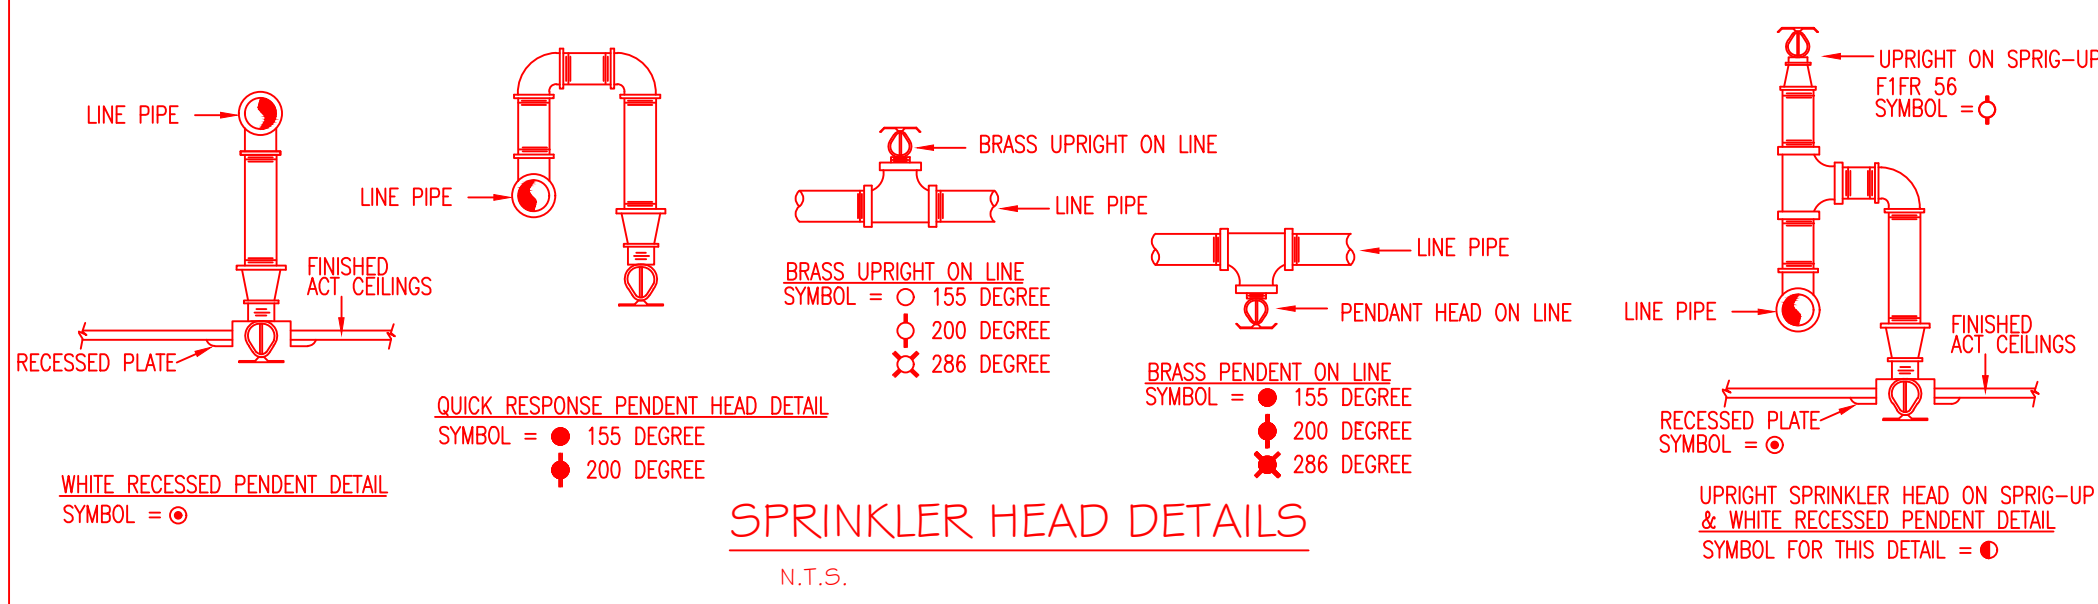 LINE PIPE
FINISHED
ACT CEILINGS
RECESSED PLATE
WHITE RECESSED PENDENT DETAIL
SYMBOL =
LINE PIPE
QUICK RESPONSE PENDENT HEAD DETAIL
SYMBOL = 155 DEGREE
200 DEGREE
BRASS UPRIGHT ON LINE
LINE PIPE
BRASS UPRIGHT ON LINE
SYMBOL = 155 DEGREE
200 DEGREE
286 DEGREE
LINE PIPE
PENDANT HEAD ON LINE
BRASS PENDENT ON LINE
SYMBOL = 155 DEGREE
200 DEGREE
286 DEGREE
UPRIGHT ON SPRIG-UP
F1FR 56
SYMBOL =
LINE PIPE
FINISHED
ACT CEILINGS
RECESSED PLATE
SYMBOL =
UPRIGHT SPRINKLER HEAD ON SPRIG-UP
& WHITE RECESSED PENDENT DETAIL
SYMBOL FOR THIS DETAIL =
SPRINKLER HEAD DETAILS
N.T.S.